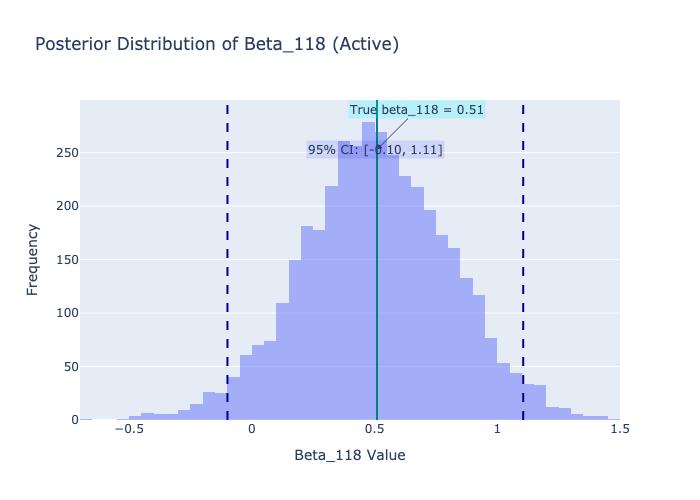 Posterior Distribution of Beta_118 (Active)
True beta_118 = 0.51
95% CI: [-0.10, 1.11]
250
200
150
100
50
0
Frequency
−0.5
0
0.5
1
1.5
Beta_118 Value